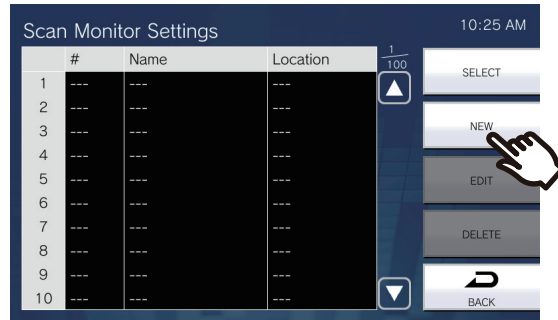 Scan Monitor Settings 10:25 AM
# Name Location 1/100
1 --- --- ---
2 --- --- ---
3 --- --- ---
4 --- --- ---
5 --- --- ---
6 --- --- ---
7 --- --- ---
8 --- --- ---
9 --- --- ---
10 --- --- ---
SELECT
NEW
EDIT
DELETE
BACK